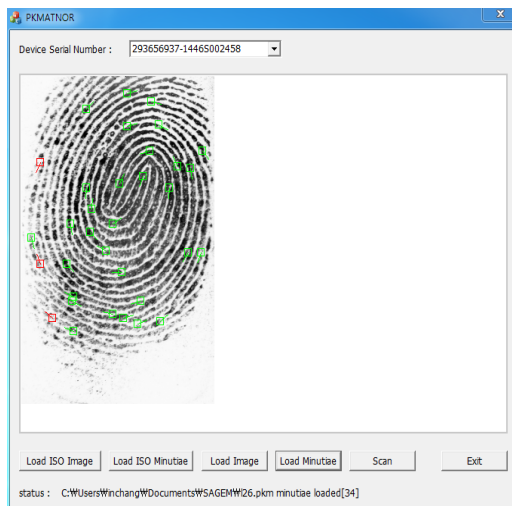 PKMATNOR
x
Device Serial Number : 293656937-1446S002458
Load ISO Image Load ISO Minutiae Load Image Load Minutiae Scan Exit
status : C:₩Users₩inchang₩Documents₩SAGEM₩l26.pkm minutiae loaded[34]